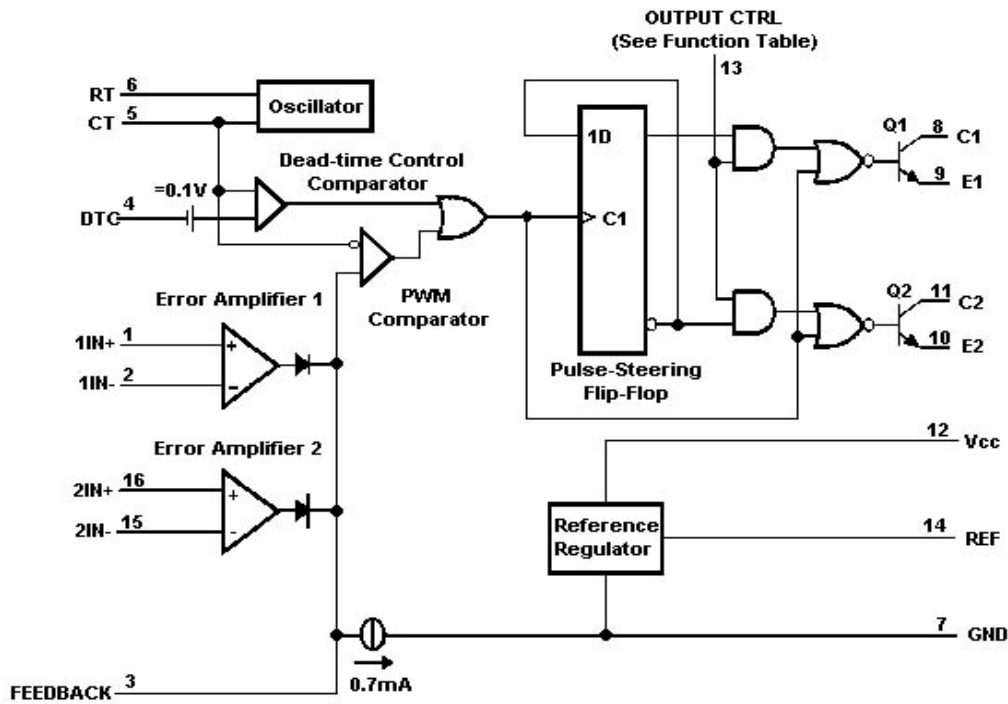 OUTPUT CTRL
(See Function Table)
13
RT 6
CT 5
Oscillator
Dead-time Control
Comparator
=0.1V
DTC 4
1D
C1
Q1
8 C1
9 E1
PWM
Comparator
Error Amplifier 1
1IN+ 1
1IN- 2
+
-
Q2
11 C2
10 E2
Pulse-Steering
Flip-Flop
Error Amplifier 2
2IN+ 16
2IN- 15
+
-
12 Vcc
Reference
Regulator
14 REF
7 GND
0.7mA
FEEDBACK 3